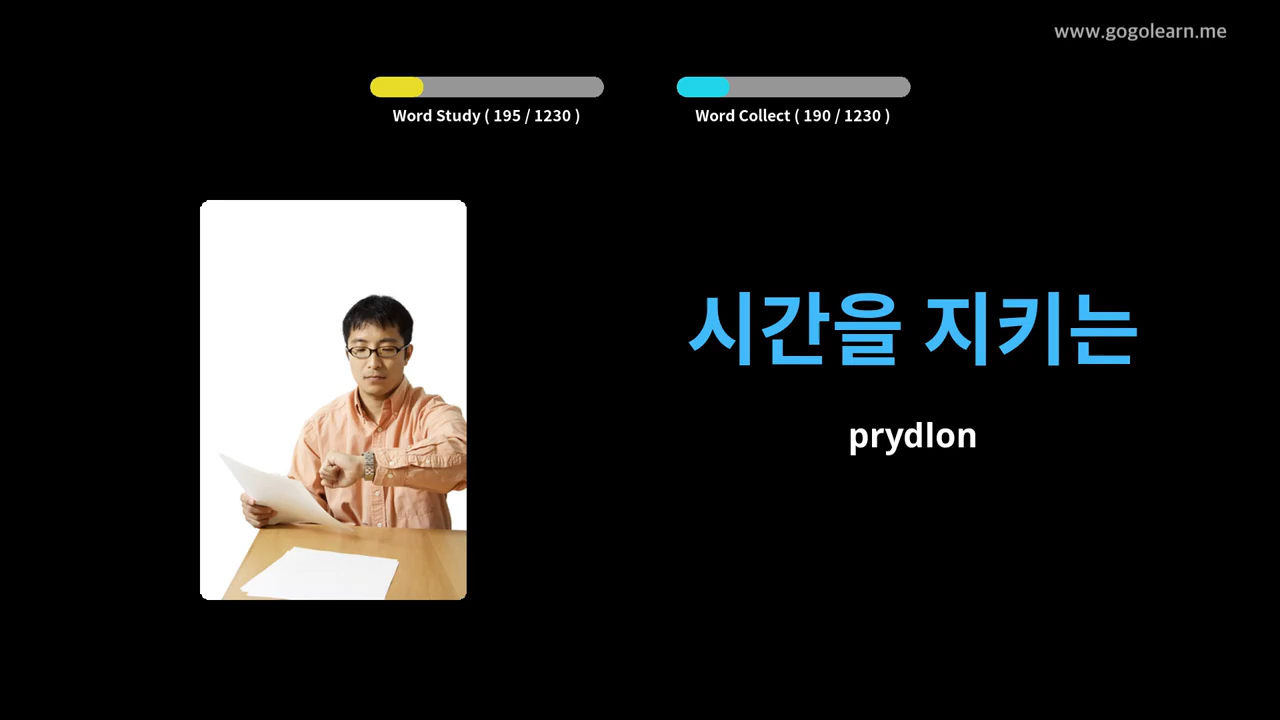 www.gogolearn.me
Word Study ( 195 / 1230 )
Word Collect ( 190 / 1230 )
시간을 지키는
prydlon